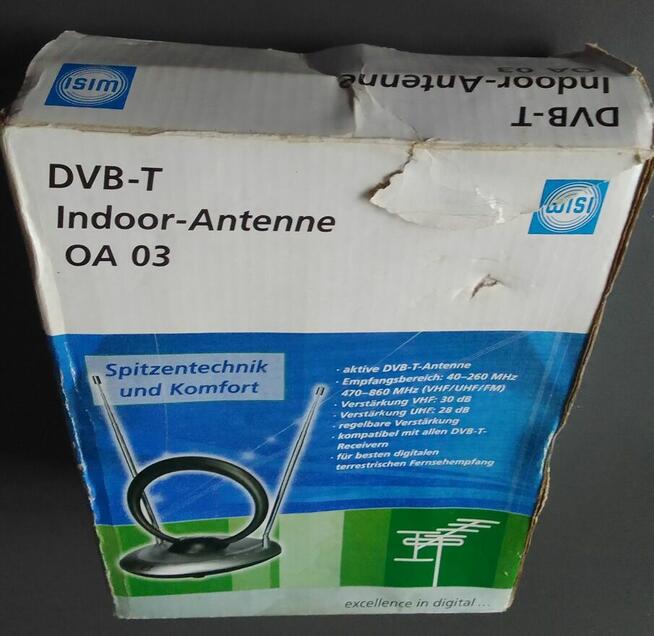 WISI
DVB-T
Indoor-Antenne
OA 03
DVB-T
Indoor-Antenne
OA 03
WISI
Spitzentechnik
und Komfort
· aktive DVB-T-Antenne
· Empfangsbereich: 40–260 MHz
470–860 MHz (VHF/UHF/FM)
· Verstärkung VHF: 30 dB
· Verstärkung UHF: 28 dB
· regelbare Verstärkung
· kompatibel mit allen DVB-T-
Receivern
· für besten digitalen
terrestrischen Fernsehempfang
excellence in digital ...